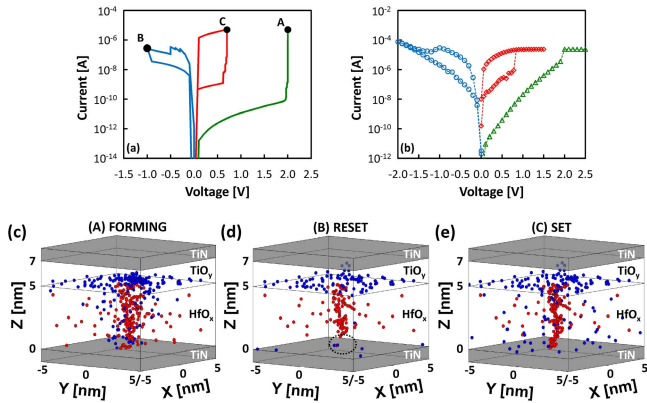 10⁻⁴
10⁻⁶
10⁻⁸
10⁻¹⁰
10⁻¹²
10⁻¹⁴
Current [A]
B
C
A
(a)
-1.5 -1.0 -0.5 0.0 0.5 1.0 1.5 2.0 2.5
Voltage [V]
10⁻⁴
10⁻⁶
10⁻⁸
10⁻¹⁰
10⁻¹²
Current [A]
(b)
-2.0 -1.5 -1.0 -0.5 0.0 0.5 1.0 1.5 2.0 2.5
Voltage [V]
(c) (A) FORMING
TiN
TiOy
HfOx
TiN
7
5
0
Z [nm]
-5 0 5/-5 0 5
Y [nm] X [nm]
(d) (B) RESET
TiN
TiOy
HfOx
TiN
7
5
0
Z [nm]
-5 0 5/-5 0 5
Y [nm] X [nm]
(e) (C) SET
TiN
TiOy
HfOx
TiN
7
5
0
Z [nm]
-5 0 5/-5 0 5
Y [nm] X [nm]